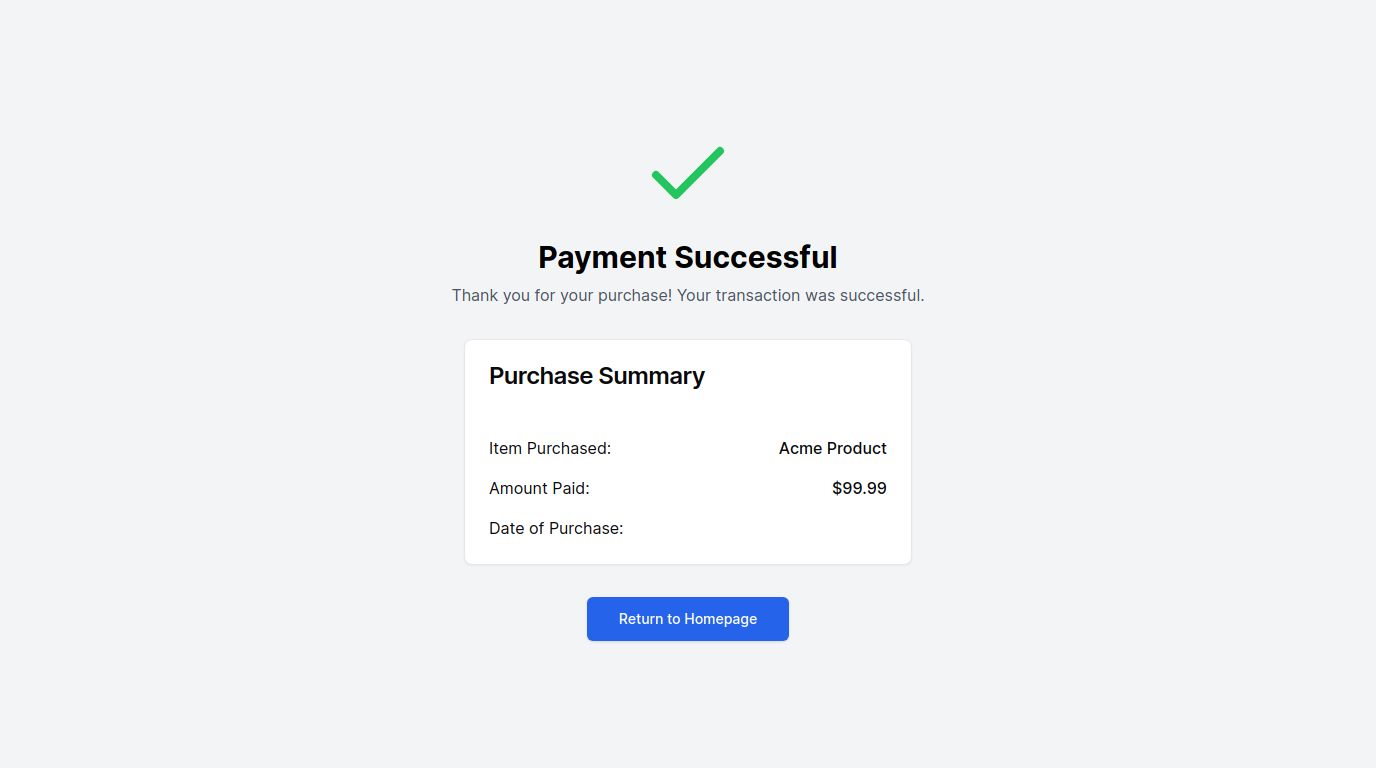 Payment Successful
Thank you for your purchase! Your transaction was successful.
Purchase Summary
Item Purchased: Acme Product
Amount Paid: $99.99
Date of Purchase:
Return to Homepage